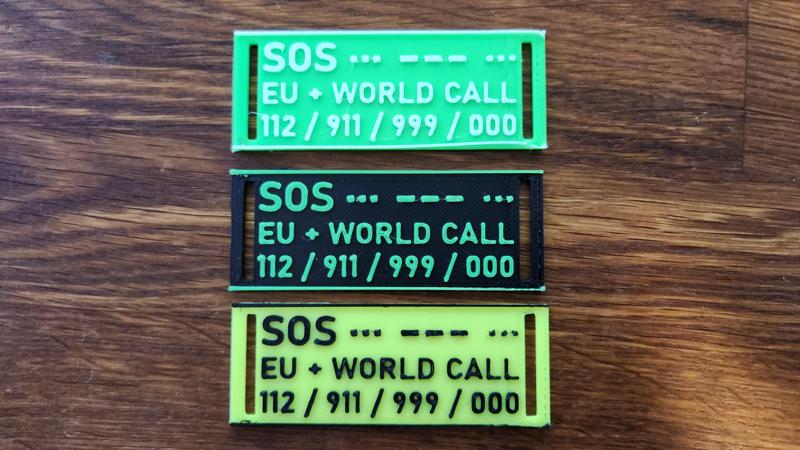 SOS ... --- ...
EU + WORLD CALL
112 / 911 / 999 / 000
SOS ... --- ...
EU + WORLD CALL
112 / 911 / 999 / 000
SOS ... --- ...
EU + WORLD CALL
112 / 911 / 999 / 000